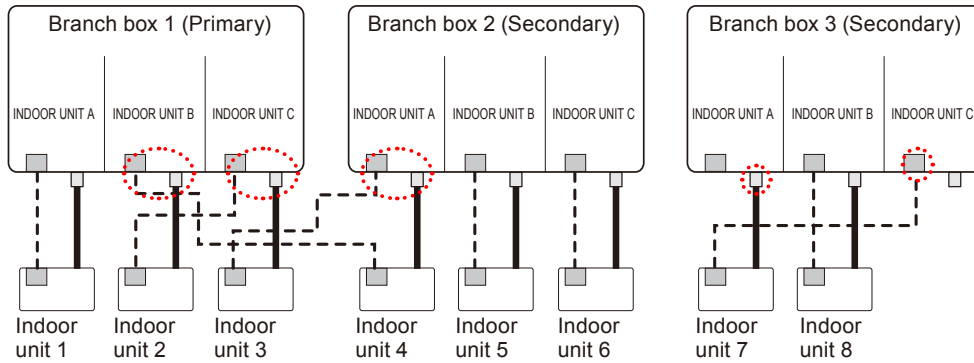 Branch box 1 (Primary)
Branch box 2 (Secondary)
Branch box 3 (Secondary)
INDOOR UNIT A
INDOOR UNIT B
INDOOR UNIT C
INDOOR UNIT A
INDOOR UNIT B
INDOOR UNIT C
INDOOR UNIT A
INDOOR UNIT B
INDOOR UNIT C
Indoor
unit 1
Indoor
unit 2
Indoor
unit 3
Indoor
unit 4
Indoor
unit 5
Indoor
unit 6
Indoor
unit 7
Indoor
unit 8